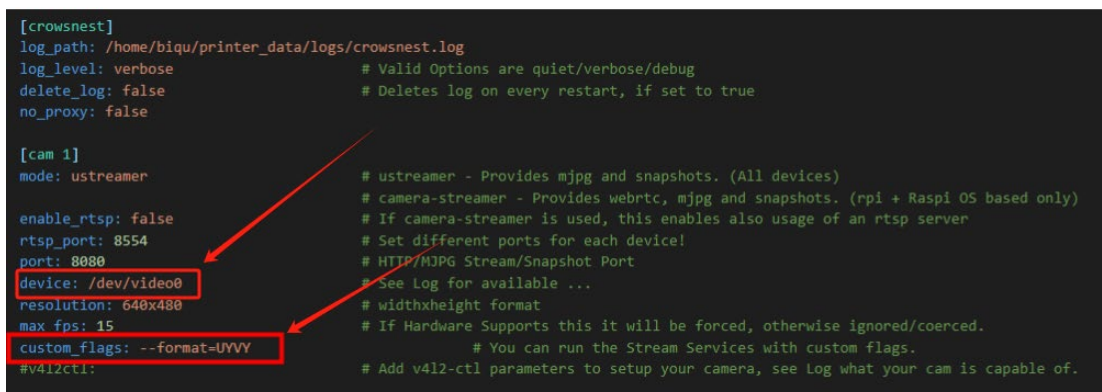 [crowsnest]
log_path: /home/biqu/printer_data/logs/crowsnest.log
log_level: verbose # Valid Options are quiet/verbose/debug
delete_log: false # Deletes log on every restart, if set to true
no_proxy: false
[cam 1]
mode: ustreamer # ustreamer - Provides mjpg and snapshots. (All devices)
# camera-streamer - Provides webrtc, mjpg and snapshots. (rpi + Raspi OS based only)
enable_rtsp: false # If camera-streamer is used, this enables also usage of an rtsp server
rtsp_port: 8554 # Set different ports for each device!
port: 8080 # HTTP/MJPG Stream/Snapshot Port
device: /dev/video0 # See Log for available ...
resolution: 640x480 # widthxheight format
max_fps: 15 # If Hardware Supports this it will be forced, otherwise ignored/coerced.
custom_flags: --format=UYVY # You can run the Stream Services with custom flags.
#v4l2ctl: # Add v4l2-ctl parameters to setup your camera, see Log what your cam is capable of.